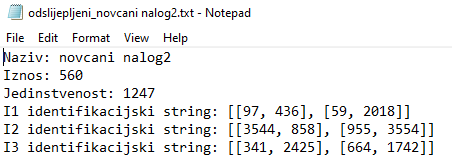 odslijepljeni_novcani nalog2.txt - Notepad
File Edit Format View Help
Naziv: novcani nalog2
Iznos: 560
Jedinstvenost: 1247
I1 identifikacijski string: [[97, 436], [59, 2018]]
I2 identifikacijski string: [[3544, 858], [955, 3554]]
I3 identifikacijski string: [[341, 2425], [664, 1742]]